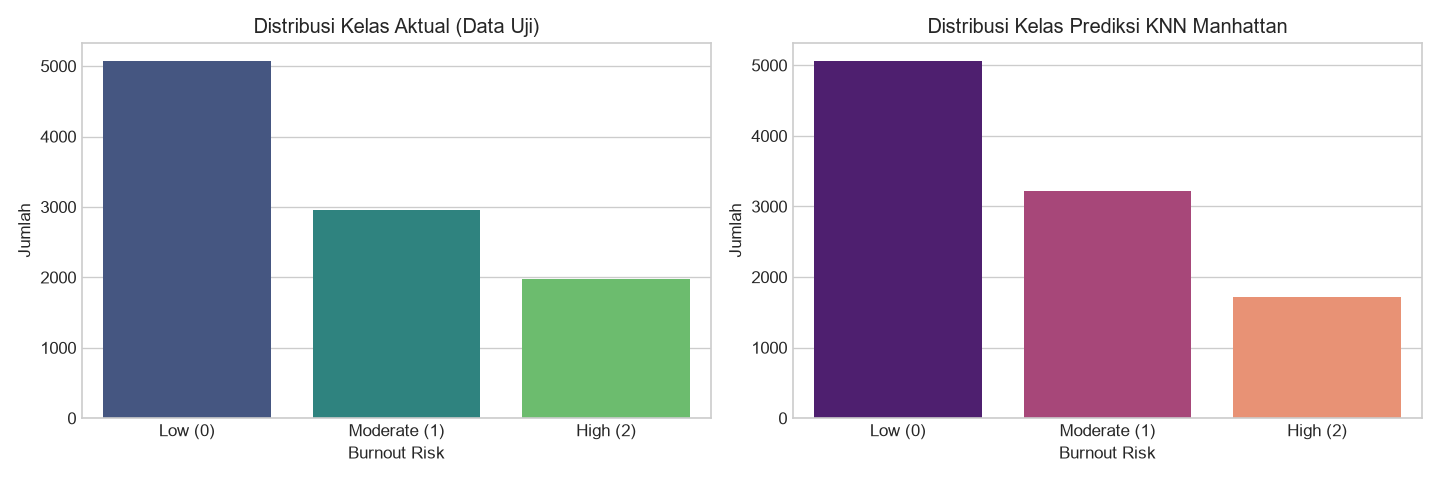 Distribusi Kelas Aktual (Data Uji)
5000
4000
3000
2000
1000
0
Jumlah
Low (0)
Moderate (1)
High (2)
Burnout Risk
Distribusi Kelas Prediksi KNN Manhattan
5000
4000
3000
2000
1000
0
Jumlah
Low (0)
Moderate (1)
High (2)
Burnout Risk